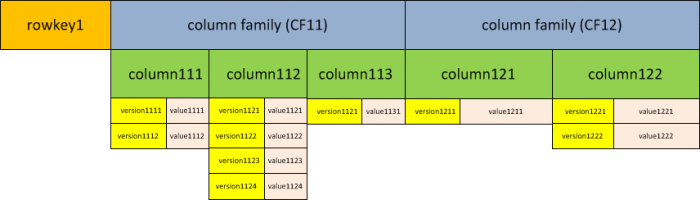 rowkey1 column family (CF11) column family (CF12)
column111 column112 column113 column121 column122
version1111 value1111 version1121 value1121 version1121 value1131 version1211 value1211 version1221 value1221
version1112 value1112 version1122 value1122 version1222 value1222
version1123 value1123
version1124 value1124